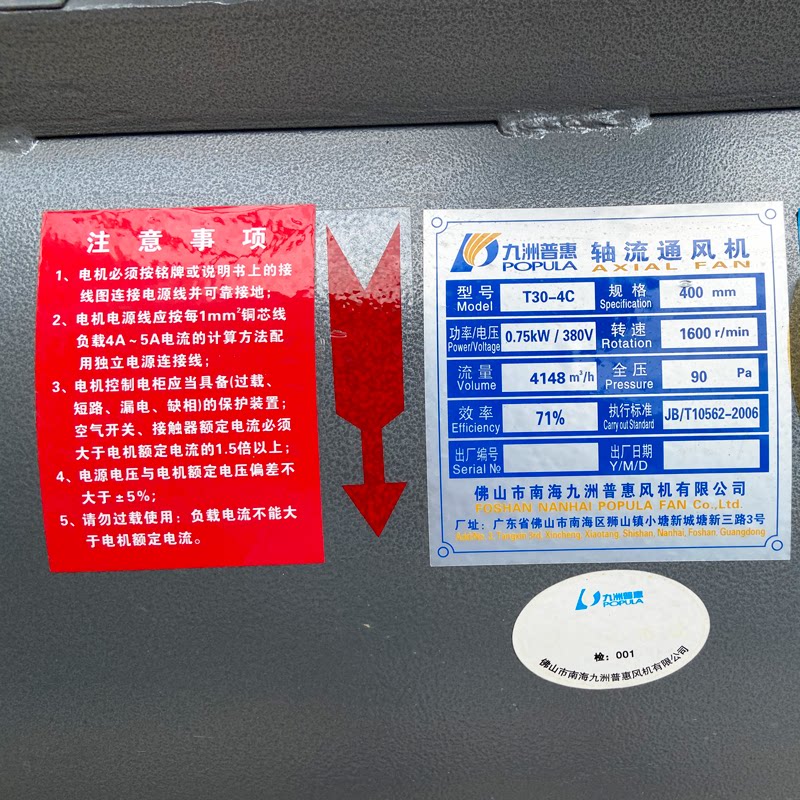 注意事项
1、电机必须按铭牌或说明书上的接
线图连接电源线并可靠接地；
2、电机电源线应按每1mm²铜芯线
负载4A~5A电流的计算方法配
用独立电源连接线；
3、电机控制电柜应当具备(过载、
短路、漏电、缺相)的保护装置；
空气开关、接触器额定电流必须
大于电机额定电流的1.5倍以上；
4、电源电压与电机额定电压偏差不
大于±5%；
5、请勿过载使用：负载电流不能大
于电机额定电流。
九洲普惠 轴流通风机
POPULA AXIAL FAN
型号 T30-4C 规格 400 mm
Model Specification
功率/电压 0.75kW / 380V 转速 1600 r/min
Power/Voltage Rotation
流量 4148 m³/h 全压 90 Pa
Volume Pressure
效率 71% 执行标准 JB/T10562-2006
Efficiency Carry out Standard
出厂编号 出厂日期
Serial № Y/M/D
佛山市南海九洲普惠风机有限公司
FOSHAN NANHAI POPULA FAN Co.,Ltd.
厂址：广东省佛山市南海区狮山镇小塘新城塘新三路3号
Xincheng, Xiaotang, Shishan, Nanhai, Foshan, Guangdong
九洲普惠
POPULA
检：001
佛山市南海九洲普惠风机有限公司